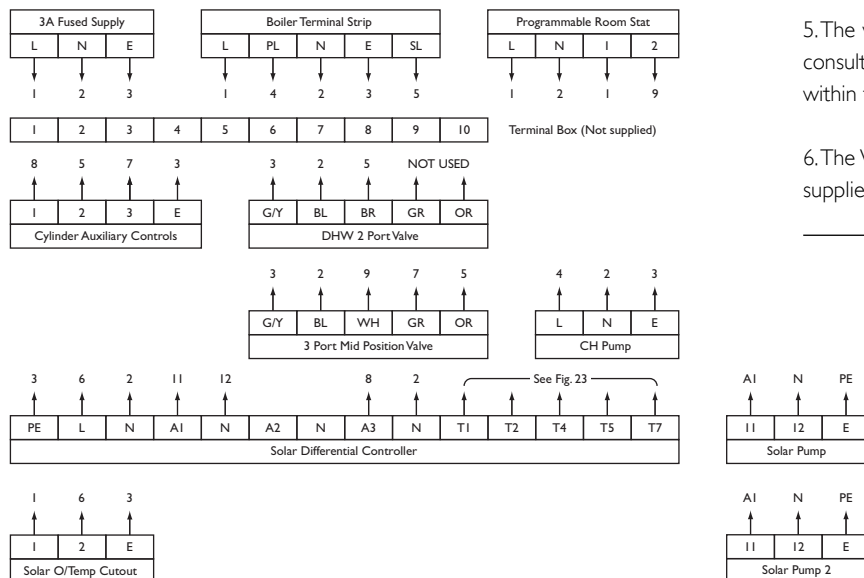 3A Fused Supply Boiler Terminal Strip Programmable Room Stat
L N E L PL N E SL L N 1 2
1 2 3 1 4 2 3 5 1 2 1 9
1 2 3 4 5 6 7 8 9 10 Terminal Box (Not supplied)
8 5 7 3 3 2 5 NOT USED
1 2 3 E G/Y BL BR GR OR
Cylinder Auxiliary Controls DHW 2 Port Valve
3 2 9 7 5 4 2 3
G/Y BL WH GR OR L N E
3 Port Mid Position Valve CH Pump
3 6 2 11 12 8 2 See Fig. 23 A1 N PE
PE L N A1 N A2 N A3 N T1 T2 T4 T5 T7 11 12 E
Solar Differential Controller Solar Pump
1 6 3 A1 N PE
1 2 E 11 12 E
Solar O/Temp Cutout Solar Pump 2
5. The
consult
within
6. The
supplie